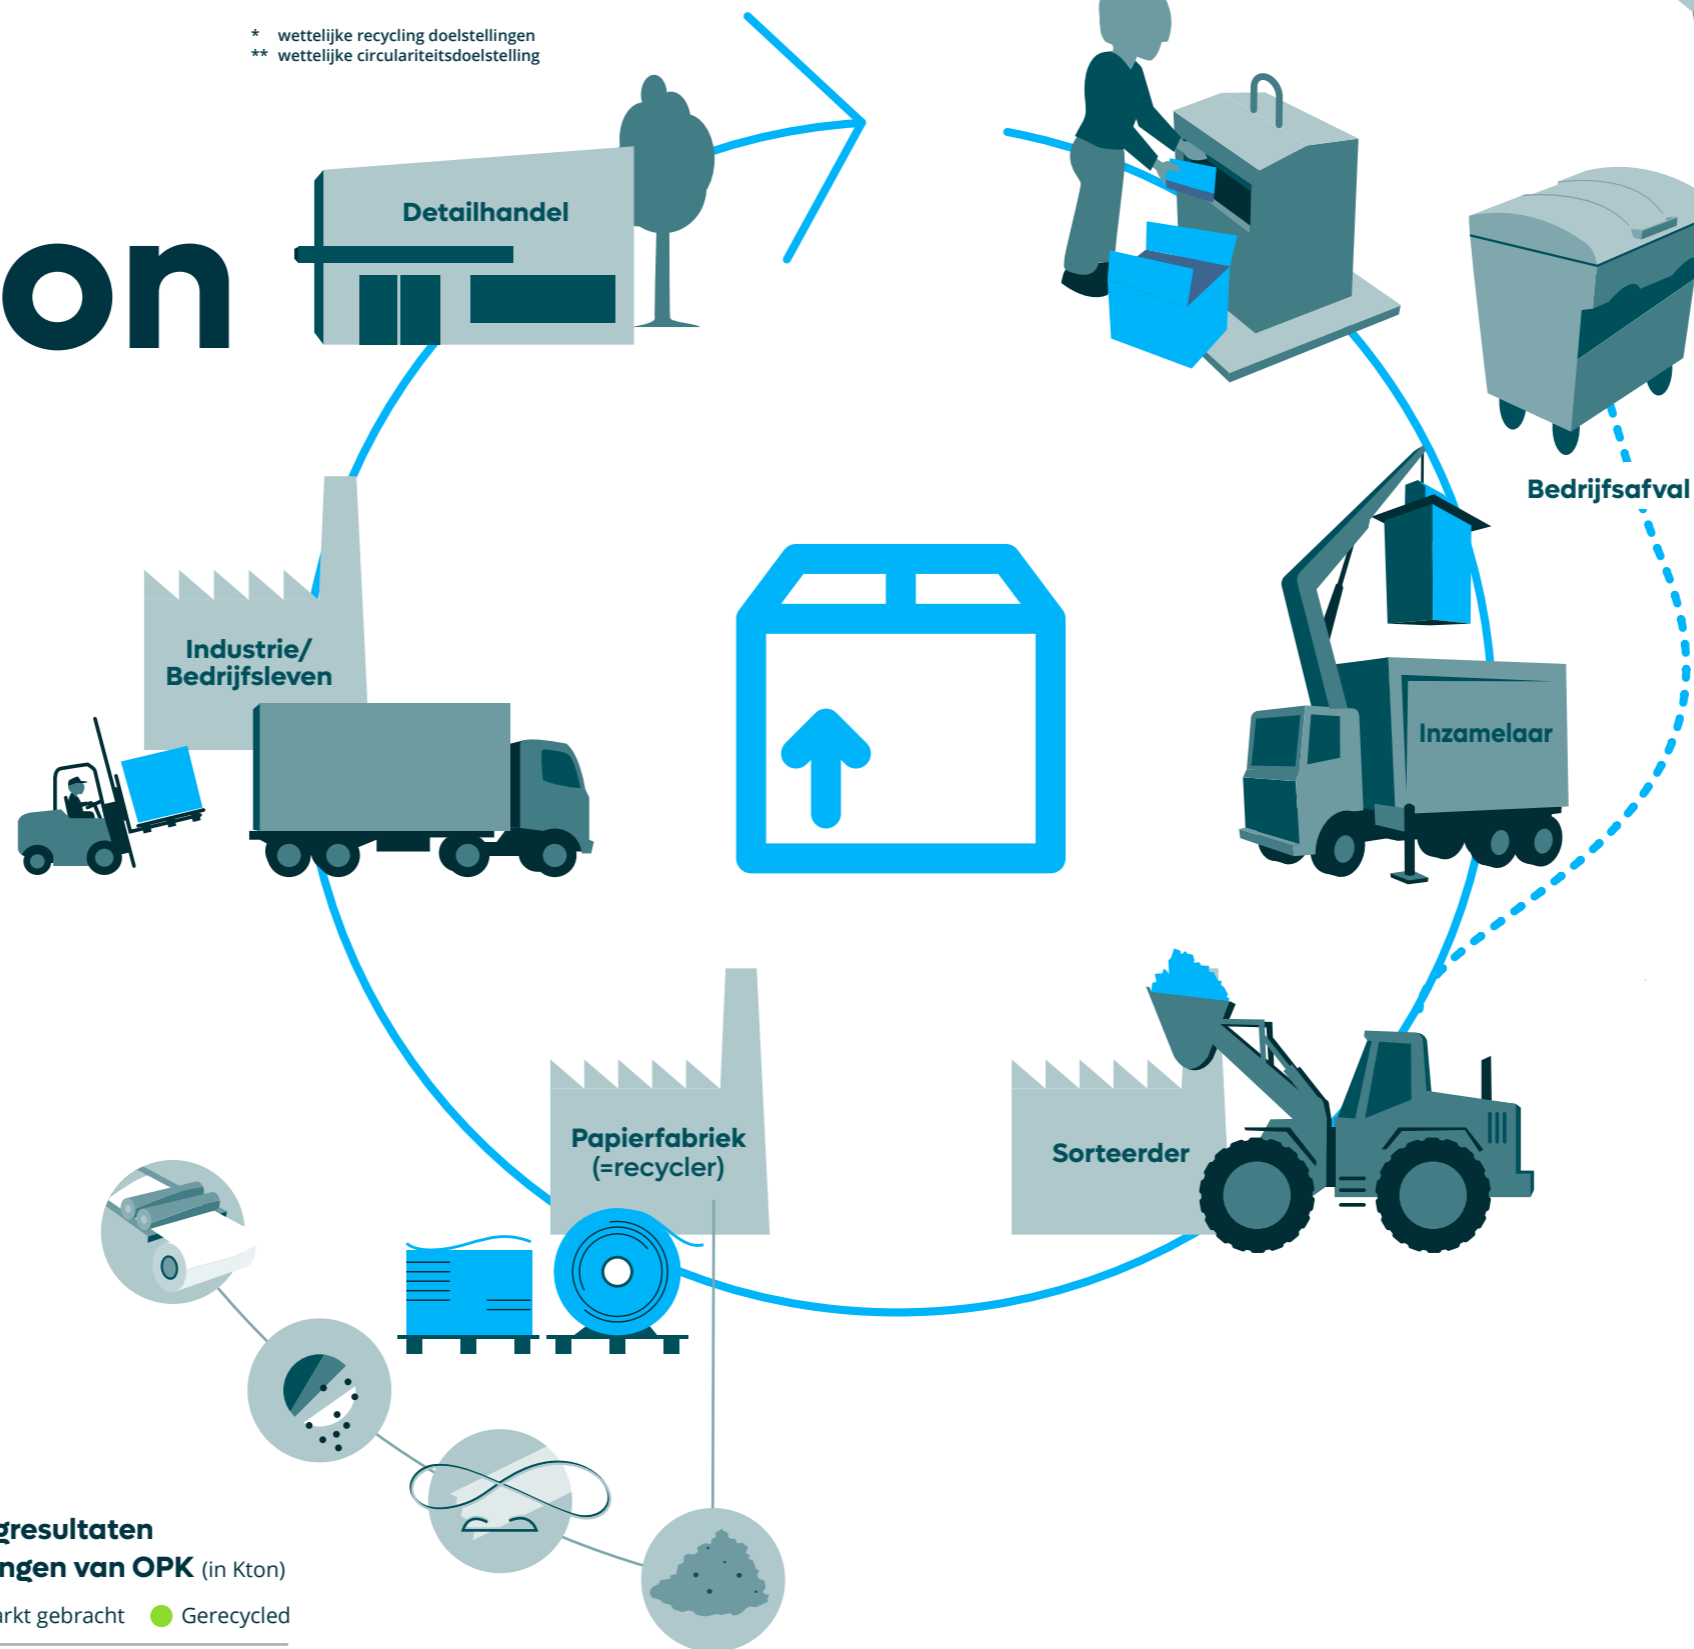 * wettelijke recycling doelstellingen
** wettelijke circulariteitsdoelstelling
on
Detailhandel
Bedrijfsafval
Industrie/
Bedrijfsleven
Inzamelaar
Papierfabriek
(=recycler)
Sorteerder
gresultaten
ngen van OPK (in Kton)
arkt gebracht Gerecycled